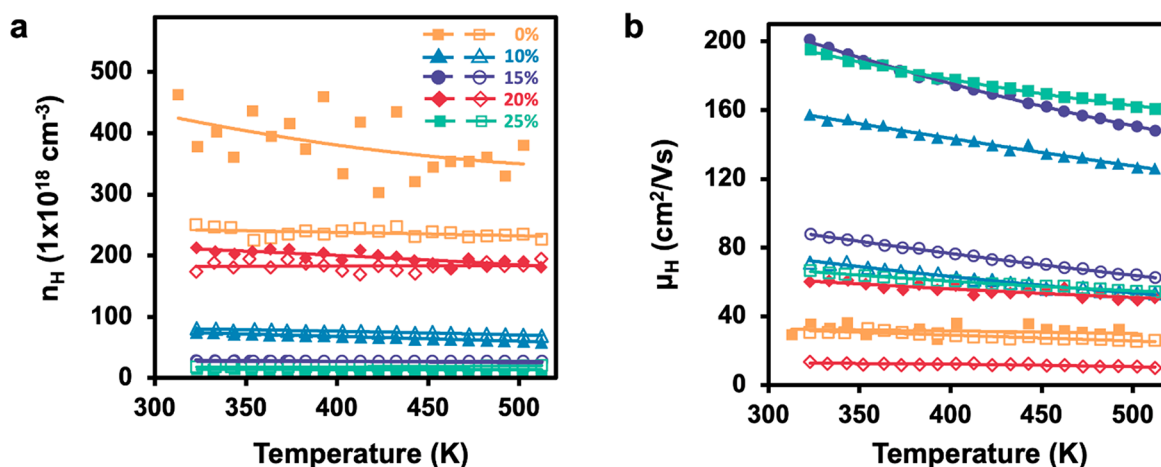 a
n_H (1x10^18 cm^-3)
500
400
300
200
100
0
0%
10%
15%
20%
25%
300 350 400 450 500
Temperature (K)
b
μ_H (cm²/Vs)
200
160
120
80
40
0
300 350 400 450 500
Temperature (K)